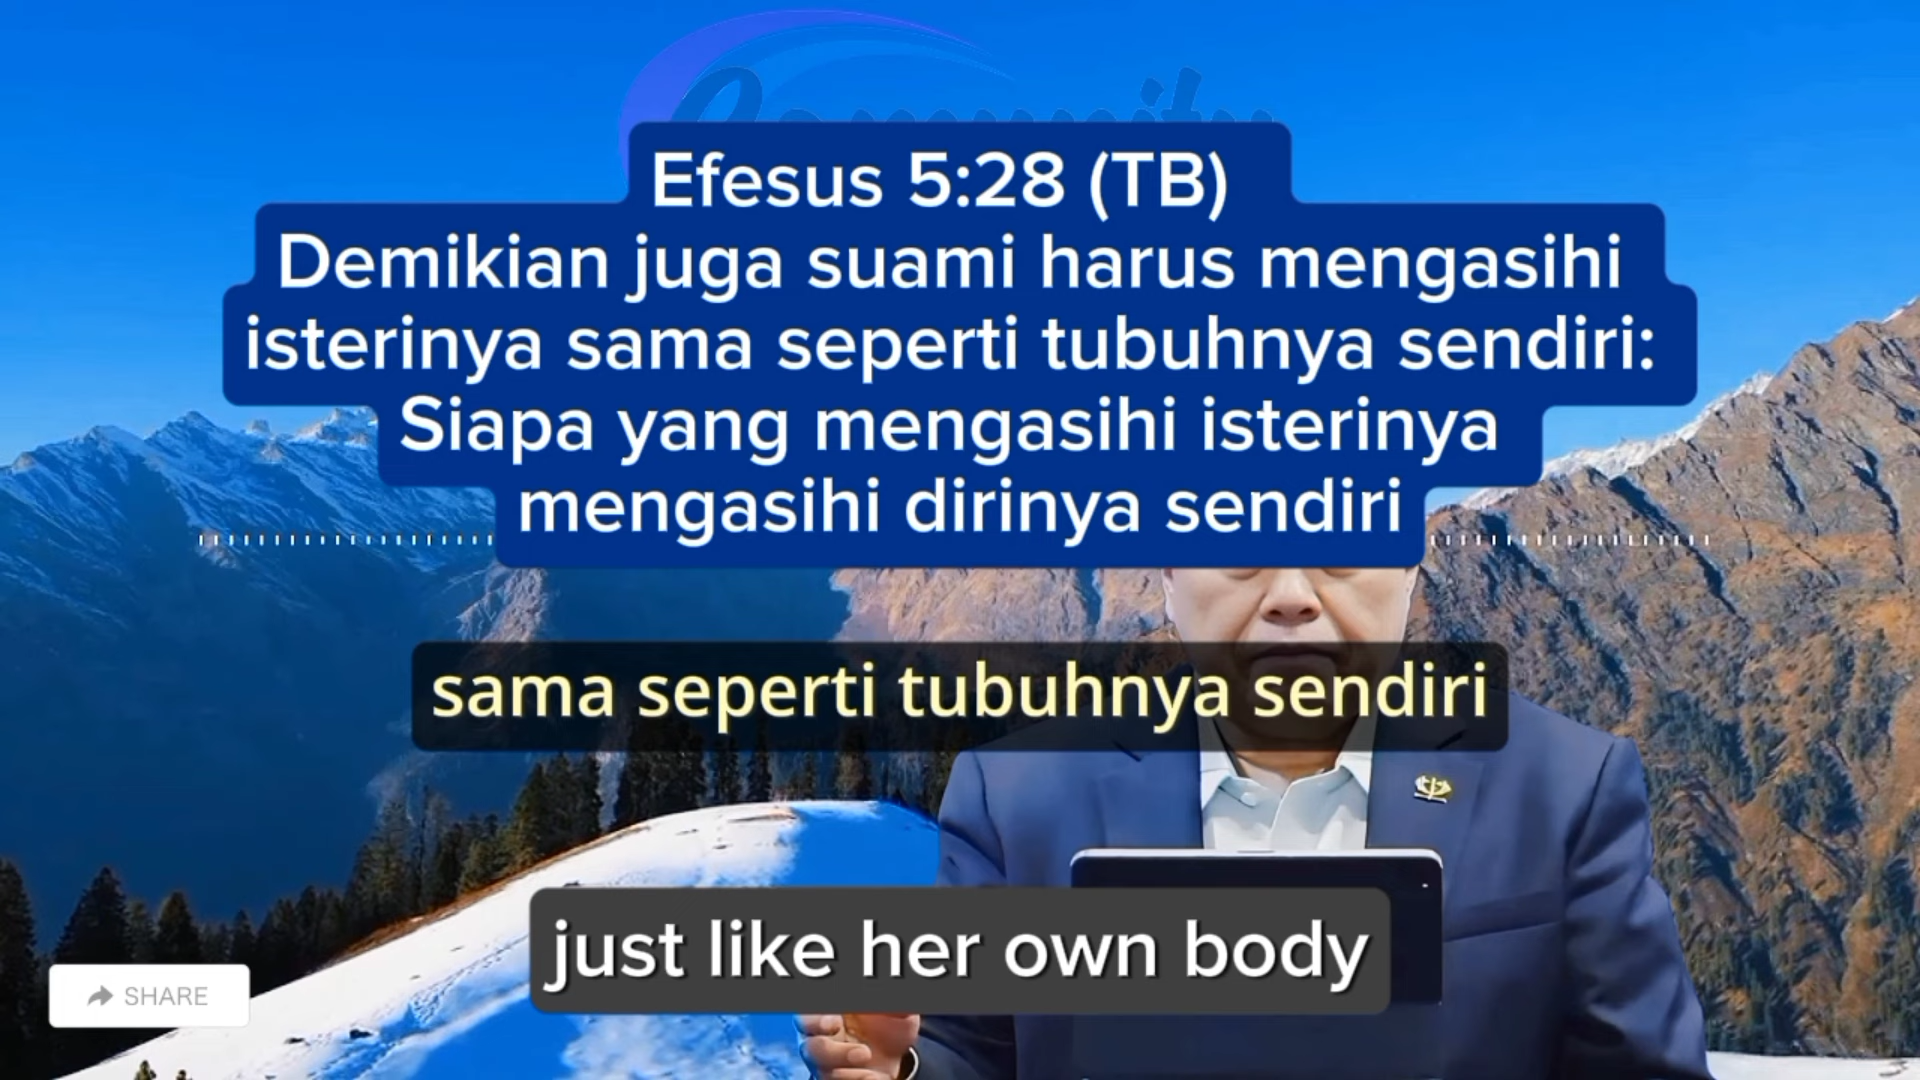 Efesus 5:28 (TB)
Demikian juga suami harus mengasihi
isterinya sama seperti tubuhnya sendiri:
Siapa yang mengasihi isterinya
mengasihi dirinya sendiri
sama seperti tubuhnya sendiri
just like her own body
SHARE